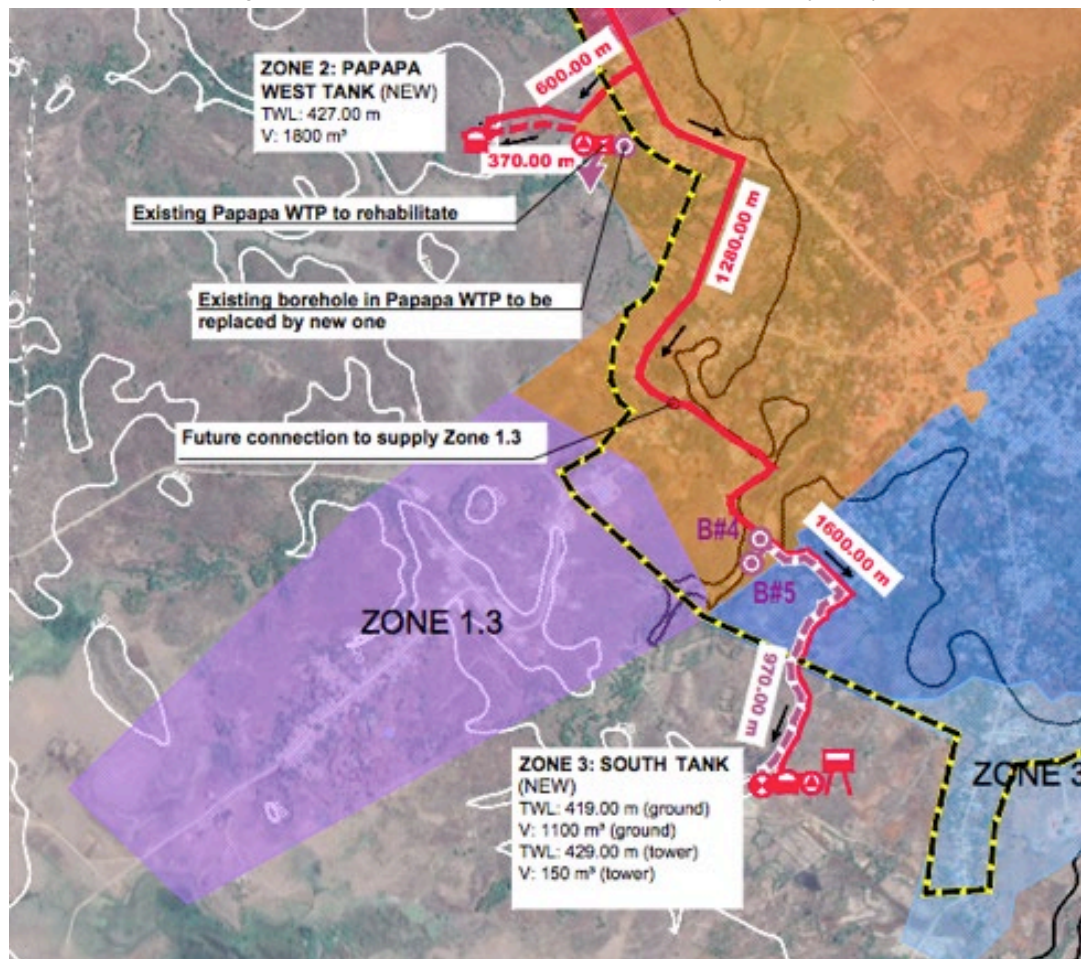 ZONE 2: PAPAPA
WEST TANK (NEW)
TWL: 427.00 m
V: 1800 m³
600.00 m
370.00 m
Existing Papapa WTP to rehabilitate
1280.00 m
Existing borehole in Papapa WTP to be
replaced by new one
Future connection to supply Zone 1.3
B#4
1600.00 m
B#5
ZONE 1.3
970.00 m
ZONE 3: SOUTH TANK
(NEW)
TWL: 419.00 m (ground)
V: 1100 m³ (ground)
TWL: 429.00 m (tower)
V: 150 m³ (tower)
ZONE 3